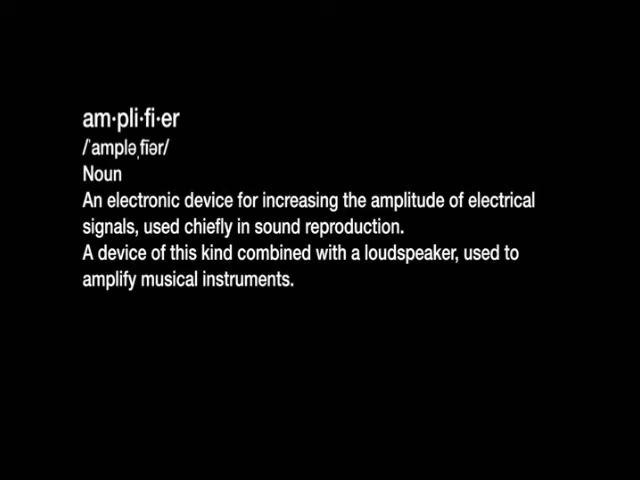 am·pli·fi·er
/ˈampləˌfīər/
Noun
An electronic device for increasing the amplitude of electrical
signals, used chiefly in sound reproduction.
A device of this kind combined with a loudspeaker, used to
amplify musical instruments.